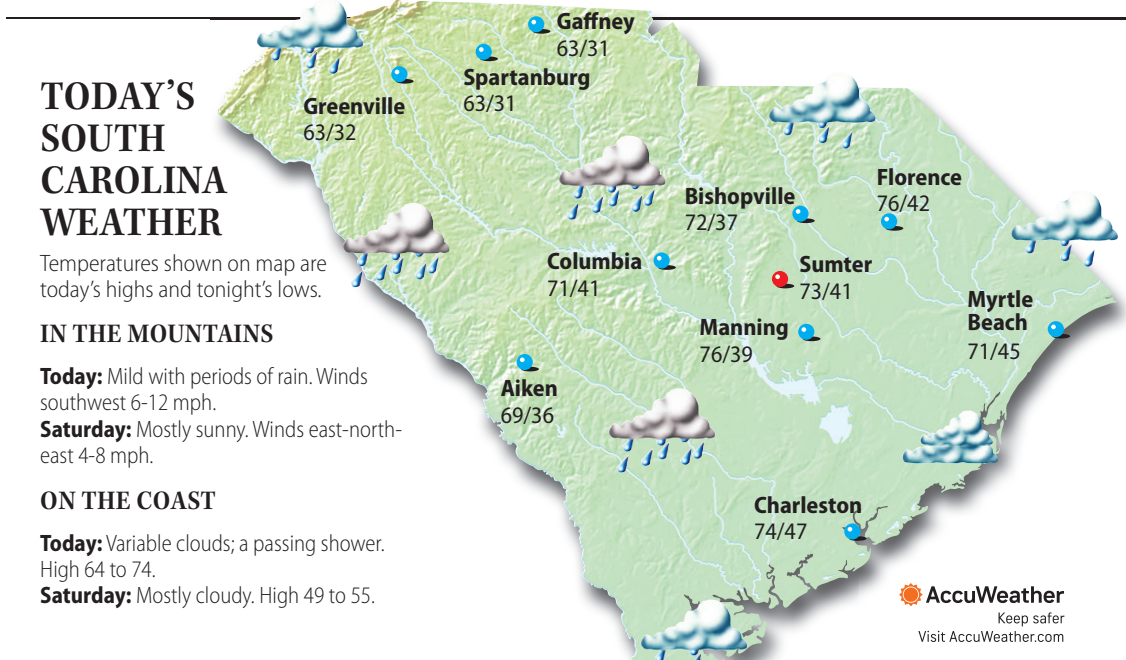 TODAY'S
SOUTH
CAROLINA
WEATHER
Temperatures shown on map are
today's highs and tonight's lows.
IN THE MOUNTAINS
Today: Mild with periods of rain. Winds
southwest 6-12 mph.
Saturday: Mostly sunny. Winds east-north-
east 4-8 mph.
ON THE COAST
Today: Variable clouds; a passing shower.
High 64 to 74.
Saturday: Mostly cloudy. High 49 to 55.
Gaffney
63/31
Spartanburg
63/31
Greenville
63/32
Bishopville
72/37
Florence
76/42
Columbia
71/41
Sumter
73/41
Myrtle
Beach
71/45
Manning
76/39
Aiken
69/36
Charleston
74/47
AccuWeather
Keep safer
Visit AccuWeather.com